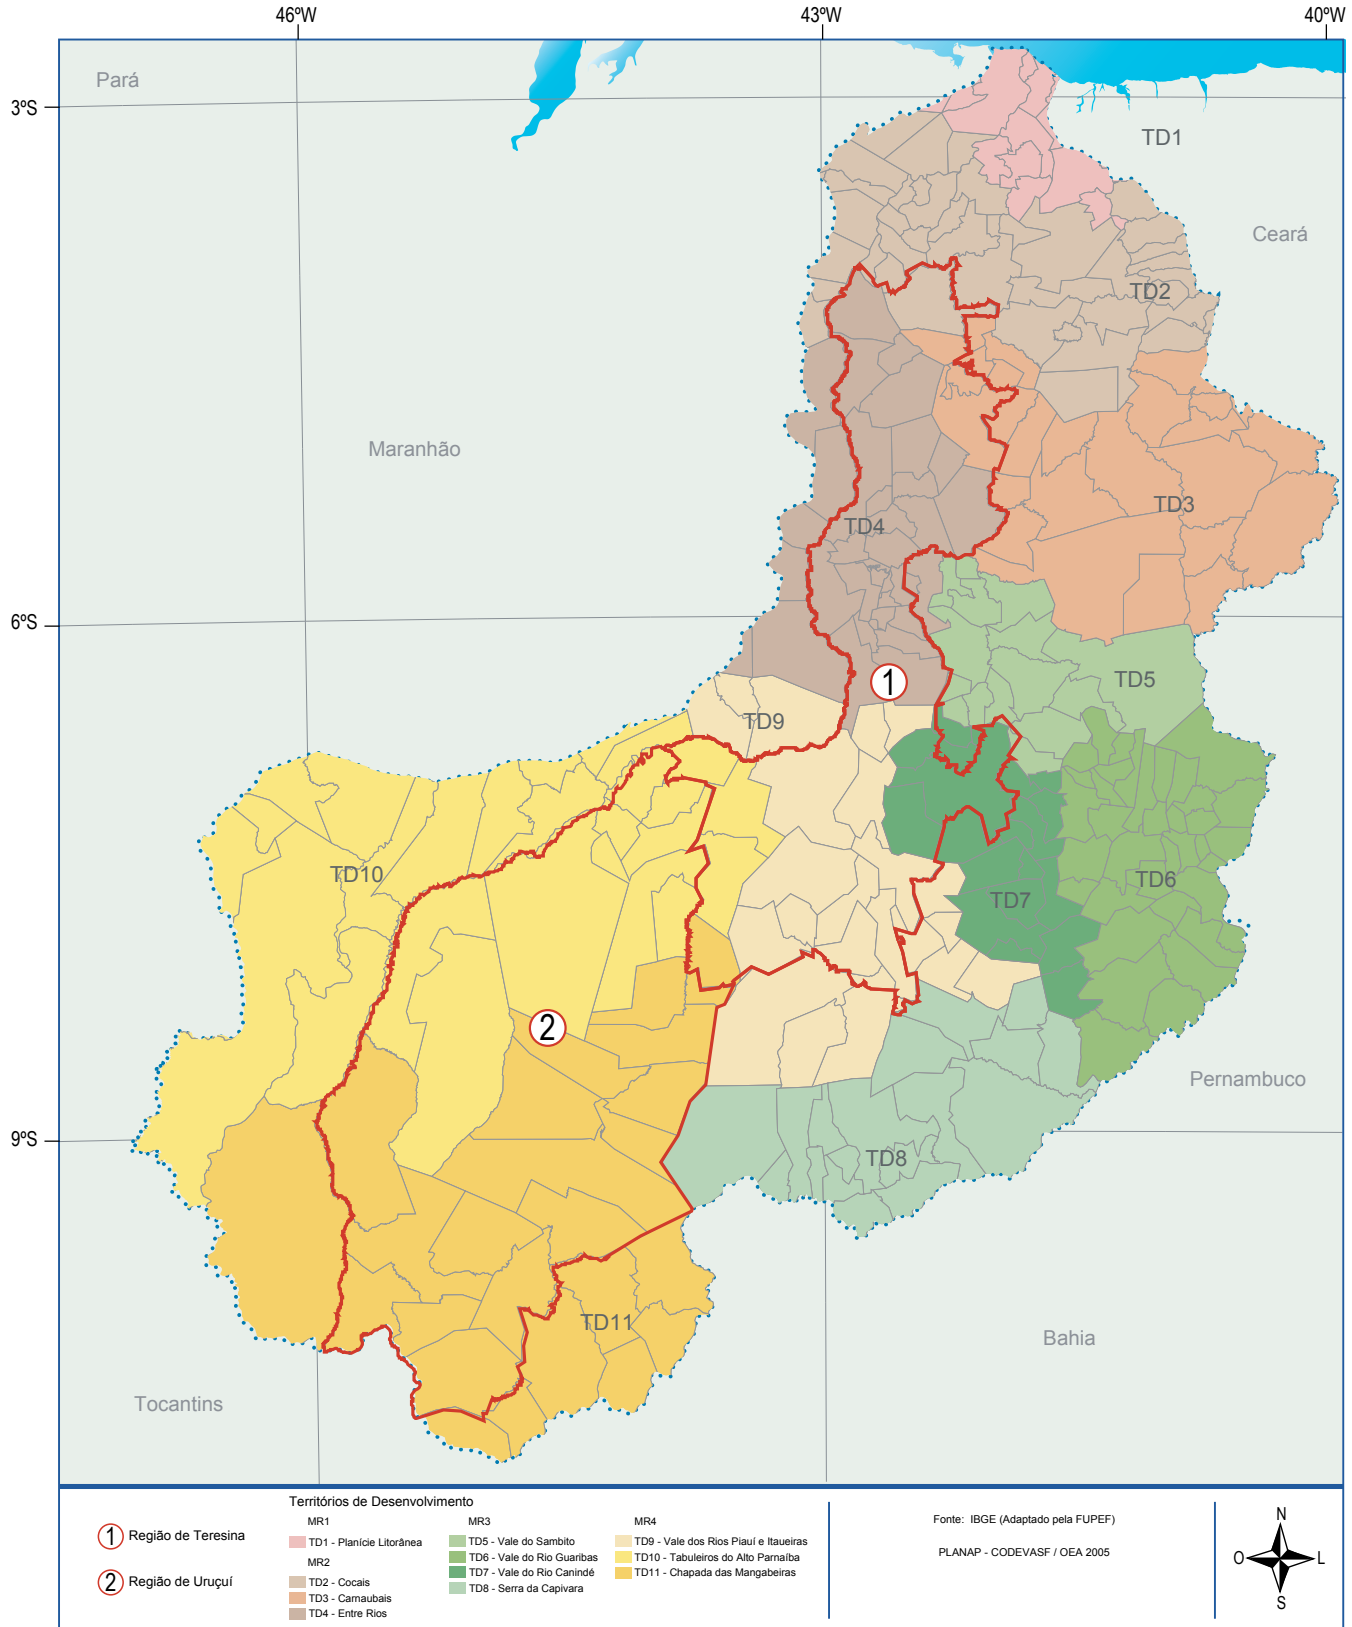 46ºW
43ºW
40ºW
Pará
3ºS
TD1
Ceará
TD2
Maranhão
TD3
TD4
6ºS
1
TD5
TD9
TD10
TD6
TD7
2
Pernambuco
9ºS
TD8
TD11
Bahia
Tocantins
Territórios de Desenvolvimento
1 Região de Teresina
2 Região de Uruçuí
MR1
TD1 - Planície Litorânea
MR2
TD2 - Cocais
TD3 - Carnaubais
TD4 - Entre Rios
MR3
TD5 - Vale do Sambito
TD6 - Vale do Rio Guaribas
TD7 - Vale do Rio Canindé
TD8 - Serra da Capivara
MR4
TD9 - Vale dos Rios Piauí e Itaueiras
TD10 - Tabuleiros do Alto Parnaíba
TD11 - Chapada das Mangabeiras
Fonte: IBGE (Adaptado pela FUPEF)
PLANAP - CODEVASF / OEA 2005
N
O
L
S